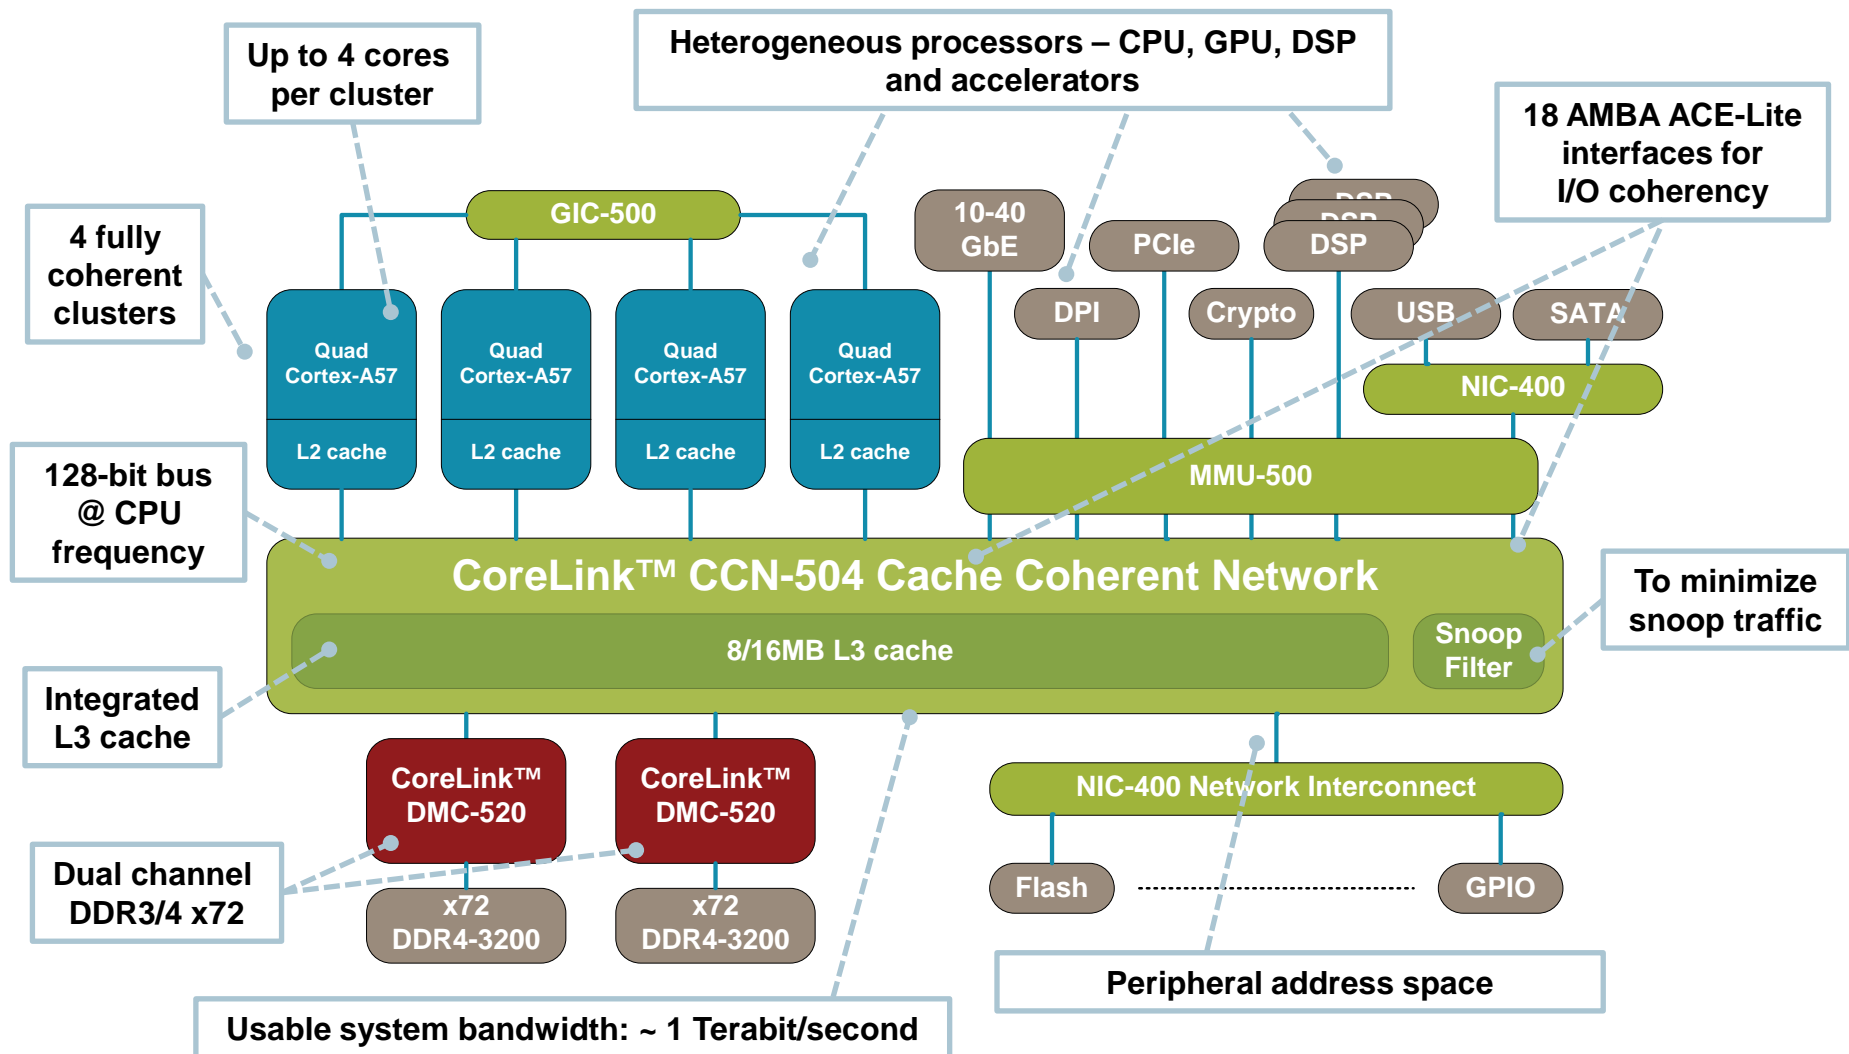 Up to 4 cores
per cluster
Heterogeneous processors – CPU, GPU, DSP
and accelerators
18 AMBA ACE-Lite
interfaces for
I/O coherency
4 fully
coherent
clusters
GIC-500
10-40
GbE
PCIe
DSP
DSP
DSP
DPI
Crypto
USB
SATA
Quad
Cortex-A57
Quad
Cortex-A57
Quad
Cortex-A57
Quad
Cortex-A57
NIC-400
L2 cache
L2 cache
L2 cache
L2 cache
MMU-500
128-bit bus
@ CPU
frequency
CoreLink™ CCN-504 Cache Coherent Network
To minimize
snoop traffic
8/16MB L3 cache
Snoop
Filter
Integrated
L3 cache
CoreLink™
DMC-520
CoreLink™
DMC-520
NIC-400 Network Interconnect
Dual channel
DDR3/4 x72
x72
DDR4-3200
x72
DDR4-3200
Flash
GPIO
Peripheral address space
Usable system bandwidth: ~ 1 Terabit/second